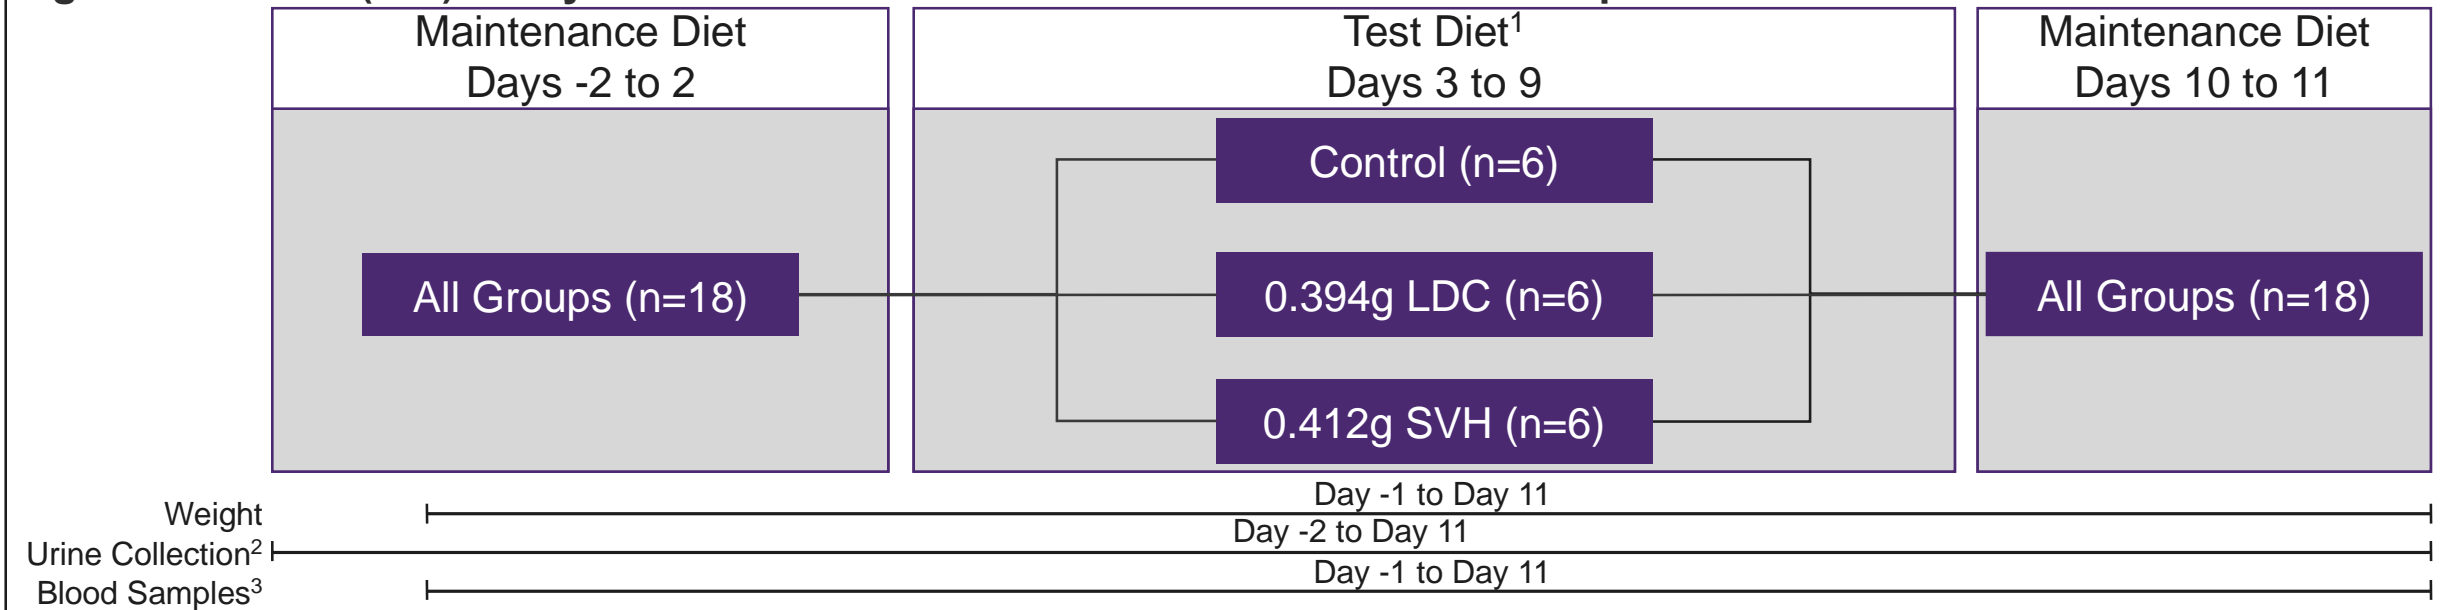 Maintenance Diet
Days -2 to 2
Test Diet¹
Days 3 to 9
Maintenance Diet
Days 10 to 11
Control (n=6)
All Groups (n=18)
0.394g LDC (n=6)
All Groups (n=18)
0.412g SVH (n=6)
Day -1 to Day 11
Weight
Day -2 to Day 11
Urine Collection²
Day -1 to Day 11
Blood Samples³